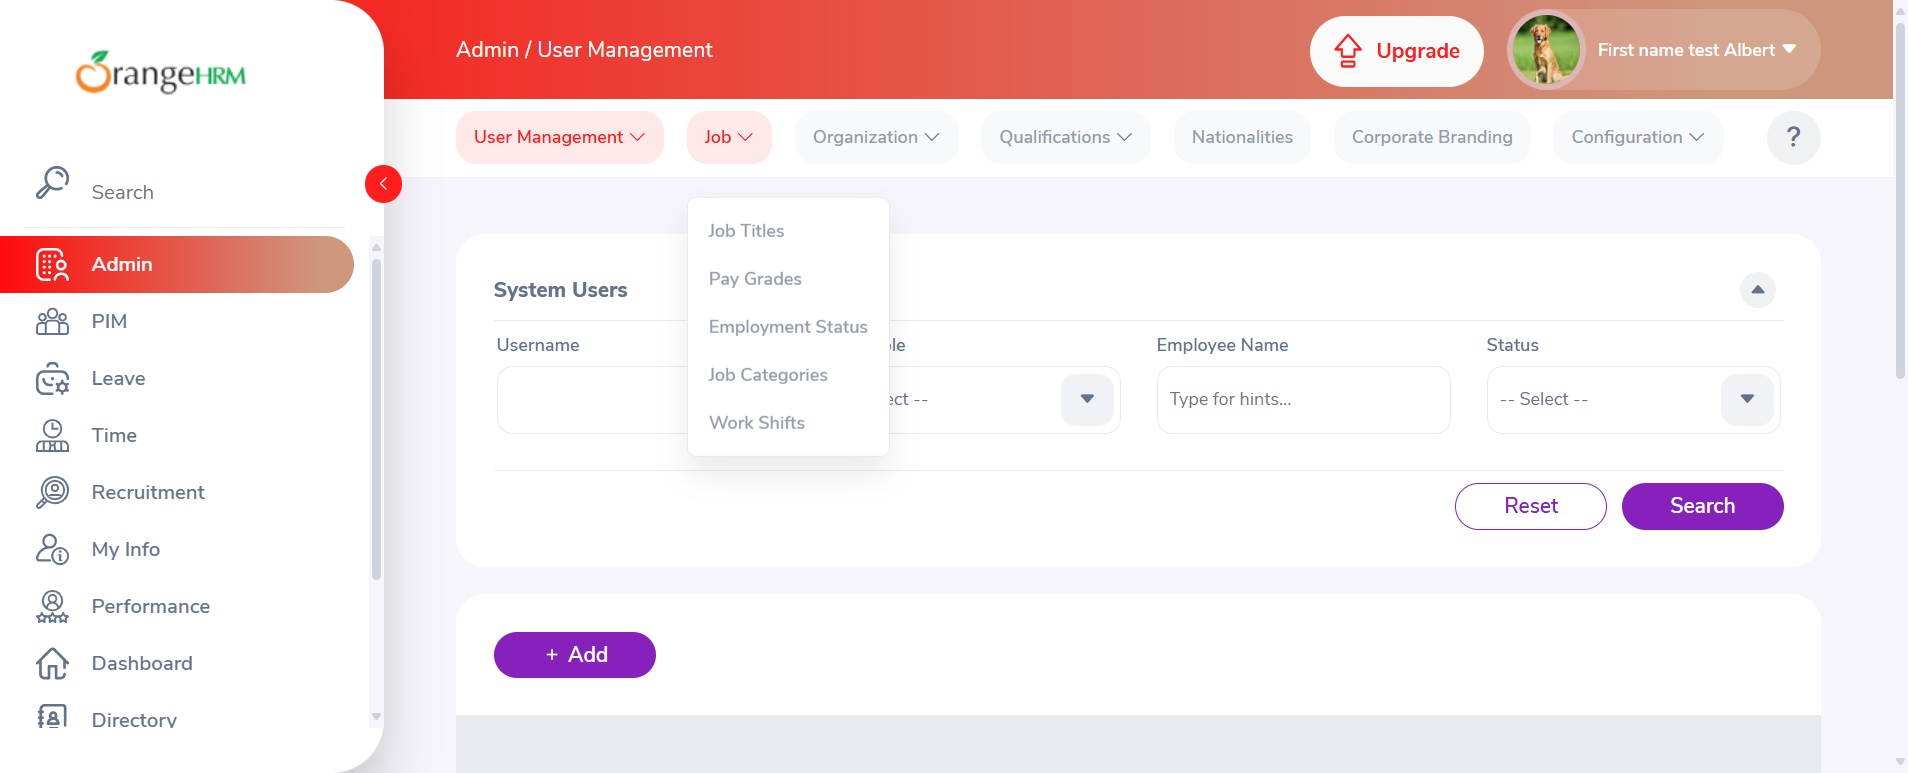 OrangeHRM
Search
Admin
PIM
Leave
Time
Recruitment
My Info
Performance
Dashboard
Directory
Admin / User Management
Upgrade
First name test Albert
User Management
Job
Organization
Qualifications
Nationalities
Corporate Branding
Configuration
?
Job Titles
Pay Grades
Employment Status
Job Categories
Work Shifts
System Users
Username
Employee Name
Status
Type for hints...
-- Select --
Reset
Search
+ Add